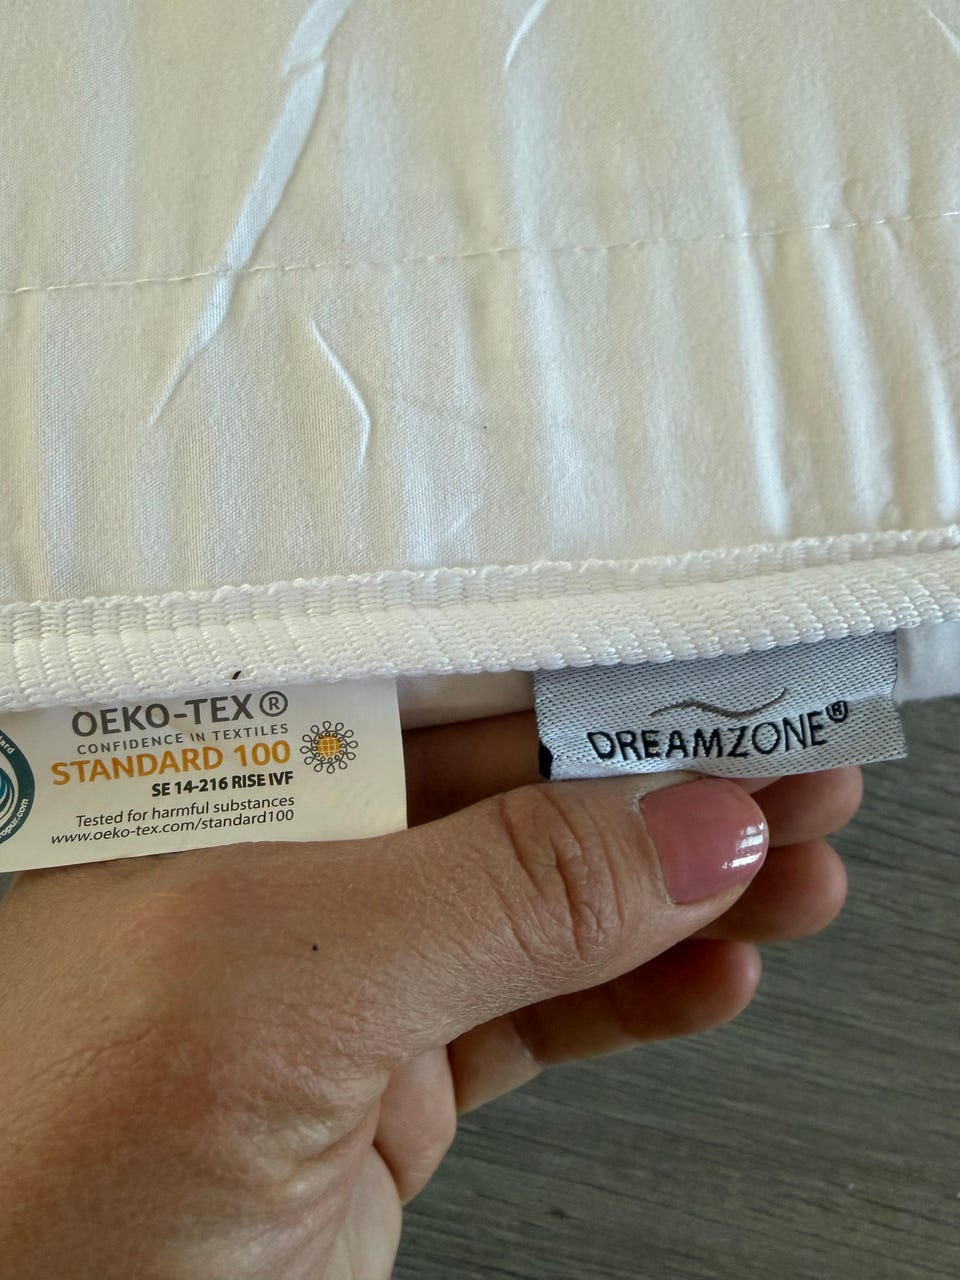 OEKO-TEX®
CONFIDENCE IN TEXTILES
STANDARD 100
SE 14-216 RISE IVF
Tested for harmful substances
www.oeko-tex.com/standard100
DREAMZONE®